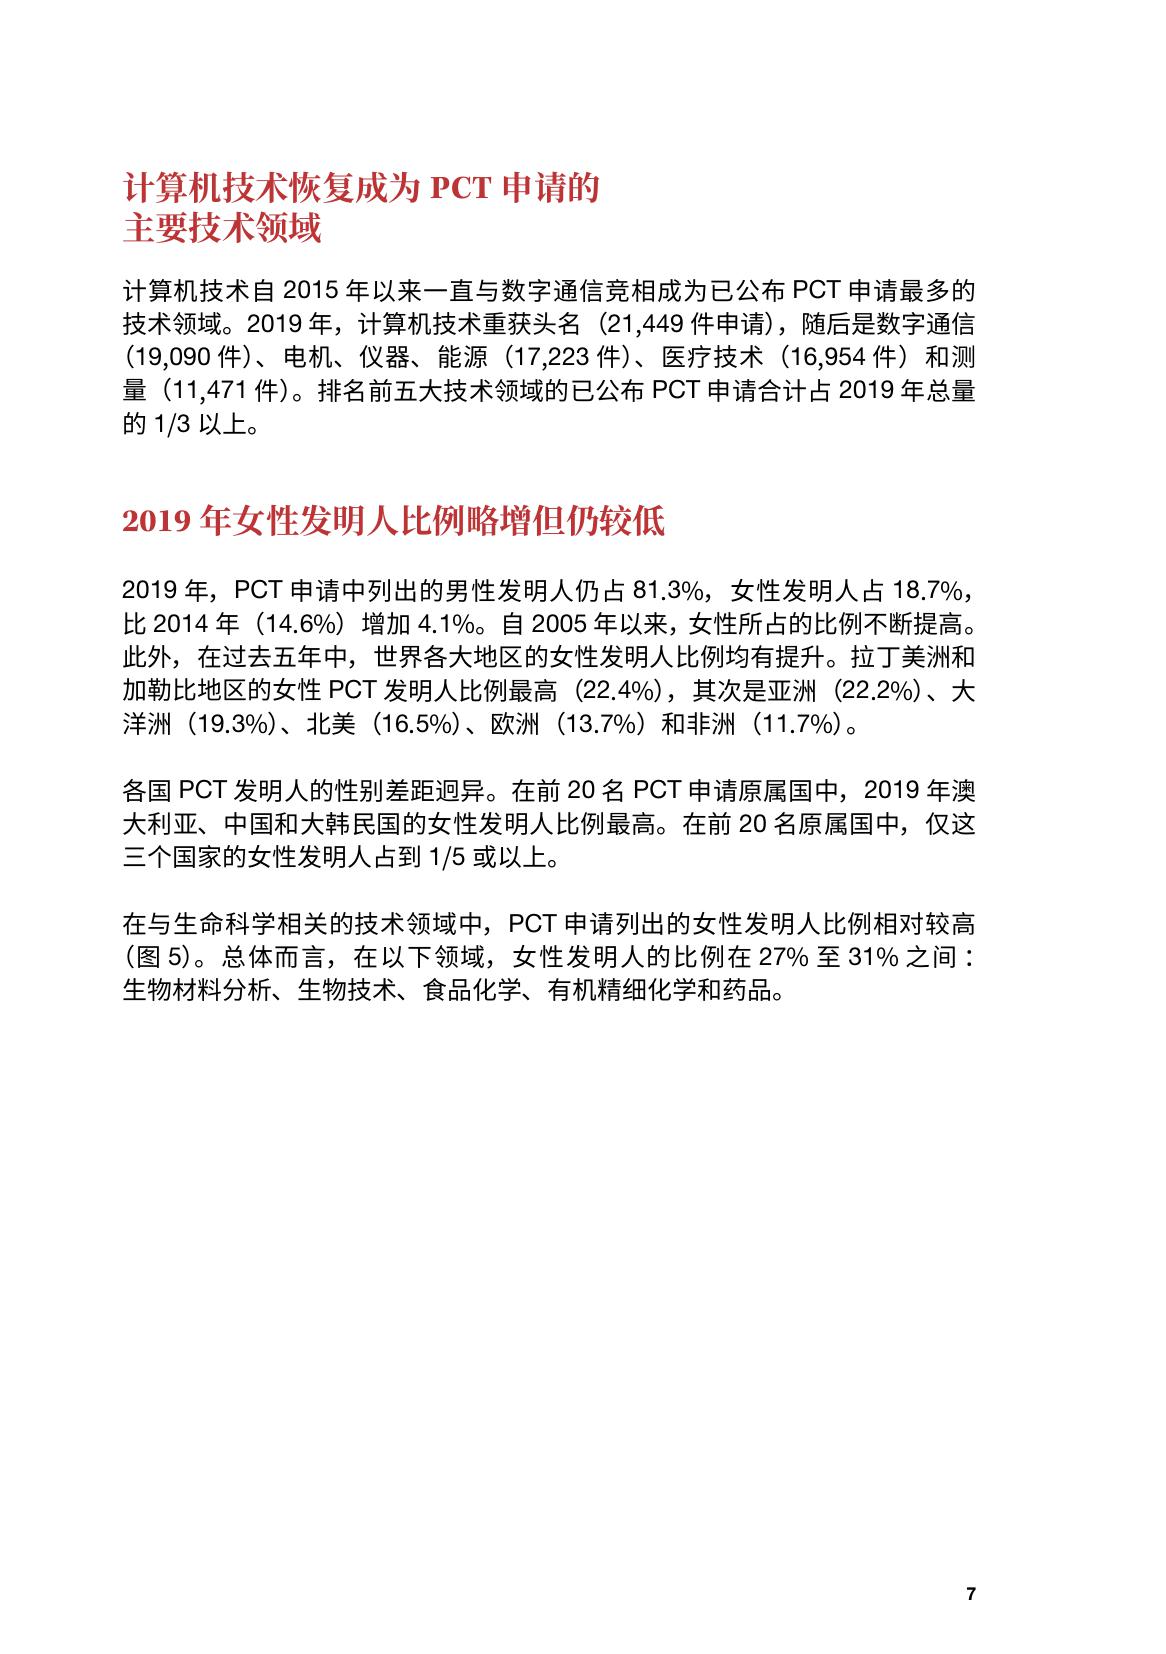 计算机技术恢复成为 PCT 申请的
主要技术领域
计算机技术自 2015 年以来一直与数字通信竞相成为已公布 PCT 申请最多的
技术领域。2019 年，计算机技术重获头名（21,449 件申请），随后是数字通信
（19,090 件）、电机、仪器、能源（17,223 件）、医疗技术（16,954 件）和测
量（11,471 件）。排名前五大技术领域的已公布 PCT 申请合计占 2019 年总量
的 1/3 以上。
2019 年女性发明人比例略增但仍较低
2019 年，PCT 申请中列出的男性发明人仍占 81.3%，女性发明人占 18.7%，
比 2014 年（14.6%）增加 4.1%。自 2005 年以来，女性所占的比例不断提高。
此外，在过去五年中，世界各大地区的女性发明人比例均有提升。拉丁美洲和
加勒比地区的女性 PCT 发明人比例最高（22.4%），其次是亚洲（22.2%）、大
洋洲（19.3%）、北美（16.5%）、欧洲（13.7%）和非洲（11.7%）。
各国 PCT 发明人的性别差距迥异。在前 20 名 PCT 申请原属国中，2019 年澳
大利亚、中国和大韩民国的女性发明人比例最高。在前 20 名原属国中，仅这
三个国家的女性发明人占到 1/5 或以上。
在与生命科学相关的技术领域中，PCT 申请列出的女性发明人比例相对较高
（图 5）。总体而言，在以下领域，女性发明人的比例在 27% 至 31% 之间：
生物材料分析、生物技术、食品化学、有机精细化学和药品。
7